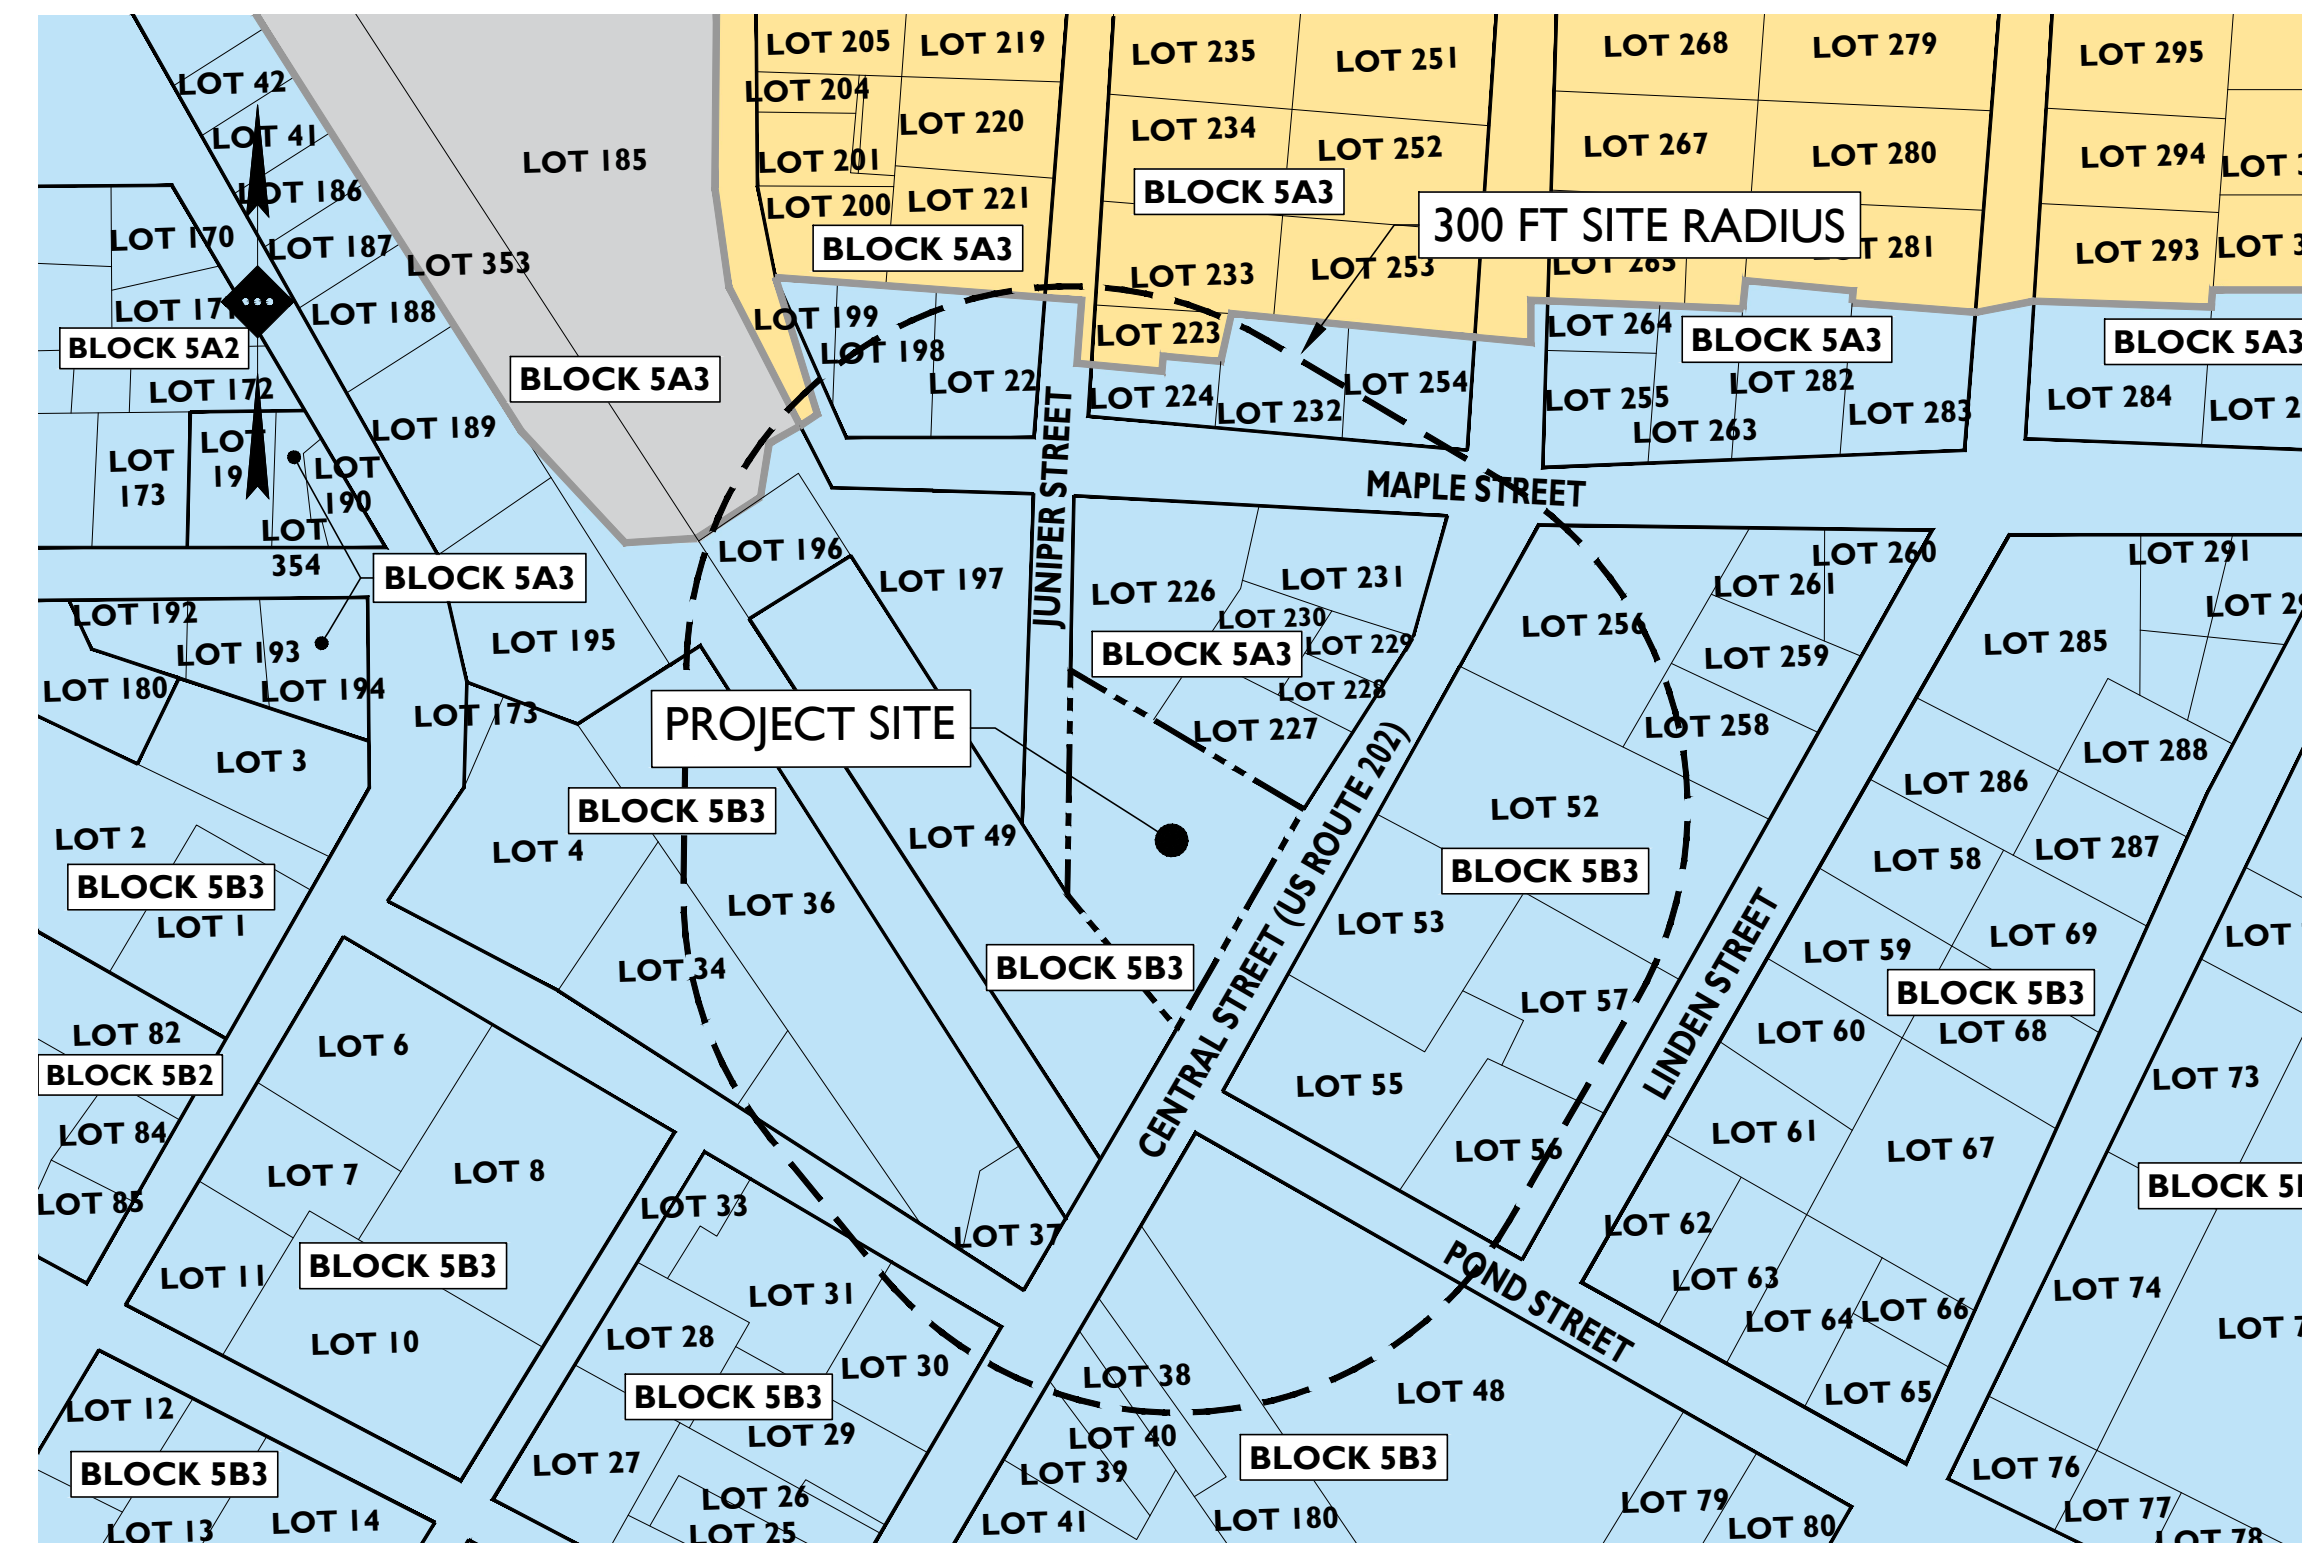 LOT 205
LOT 219
LOT 235
LOT 251
LOT 268
LOT 279
LOT 295
LOT 42
LOT 204
LOT 220
LOT 234
LOT 252
LOT 267
LOT 280
LOT 294
LOT 41
LOT 185
LOT 201
LOT 186
LOT 200
LOT 221
BLOCK 5A3
300 FT SITE RADIUS
LOT 170
LOT 187
LOT 353
BLOCK 5A3
LOT 233
LOT 253
LOT 265
LOT 281
LOT 293
LOT 188
LOT 199
LOT 198
LOT 223
LOT 264
BLOCK 5A3
BLOCK 5A3
BLOCK 5A2
LOT 172
BLOCK 5A3
LOT 22
LOT 224
LOT 232
LOT 254
LOT 255
LOT 263
LOT 282
LOT 283
LOT 284
LOT 189
LOT
173
LOT
19
LOT
190
LOT
354
JUNIPER STREET
MAPLE STREET
BLOCK 5A3
LOT 196
LOT 197
LOT 226
LOT 231
LOT 230
LOT 229
LOT 228
LOT 227
BLOCK 5A3
LOT 256
LOT 260
LOT 261
LOT 259
LOT 258
LOT 291
LOT 285
LOT 192
LOT 193
LOT 194
LOT 180
LOT 195
LOT 173
LOT 3
PROJECT SITE
LOT 288
LOT 286
LOT 287
BLOCK 5B3
LOT 4
LOT 49
LOT 52
BLOCK 5B3
LOT 58
LOT 2
BLOCK 5B3
LOT 1
LOT 36
LOT 34
BLOCK 5B3
CENTRAL STREET (US ROUTE 202)
LOT 53
LOT 57
LINDEN STREET
LOT 59
LOT 69
BLOCK 5B3
LOT 60
LOT 68
LOT 82
BLOCK 5B2
LOT 84
LOT 85
LOT 6
LOT 7
LOT 8
LOT 11
BLOCK 5B3
LOT 10
LOT 33
LOT 37
LOT 55
LOT 56
LOT 61
LOT 67
LOT 73
LOT 62
LOT 63
LOT 64
LOT 66
LOT 65
LOT 74
POND STREET
LOT 31
LOT 28
LOT 30
BLOCK 5B3
LOT 29
LOT 27
LOT 26
LOT 25
LOT 38
LOT 40
LOT 39
LOT 41
LOT 48
BLOCK 5B3
LOT 180
LOT 12
BLOCK 5B3
LOT 13
LOT 14
LOT 79
LOT 80
LOT 76
LOT 77
LOT 78